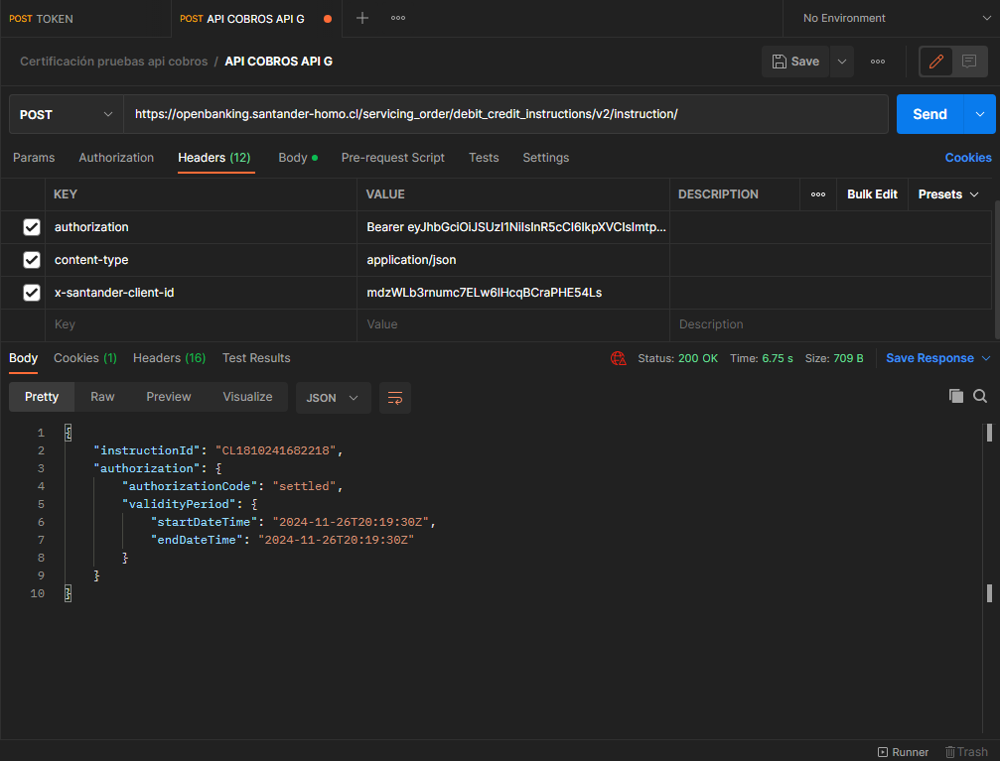 POST TOKEN
POST API COBROS API G
No Environment
Certificación pruebas api cobros / API COBROS API G
Save
POST
https://openbanking.santander-homo.cl/servicing_order/debit_credit_instructions/v2/instruction/
Send
Params Authorization Headers (12) Body Pre-request Script Tests Settings Cookies
KEY VALUE DESCRIPTION Bulk Edit Presets
authorization Bearer eyJhbGciOiJSUzI1NiIsInR5cCI6IkpXVCIsImtp...
content-type application/json
x-santander-client-id mdzWLb3rnumc7ELw6lHcqBCraPHE54Ls
Key Value Description
Body Cookies (1) Headers (16) Test Results Status: 200 OK Time: 6.75 s Size: 709 B Save Response
Pretty Raw Preview Visualize JSON
1 {
2 "instructionId": "CL1810241682218",
3 "authorization": {
4 "authorizationCode": "settled",
5 "validityPeriod": {
6 "startDateTime": "2024-11-26T20:19:30Z",
7 "endDateTime": "2024-11-26T20:19:30Z"
8 }
9 }
10 }
Runner Trash